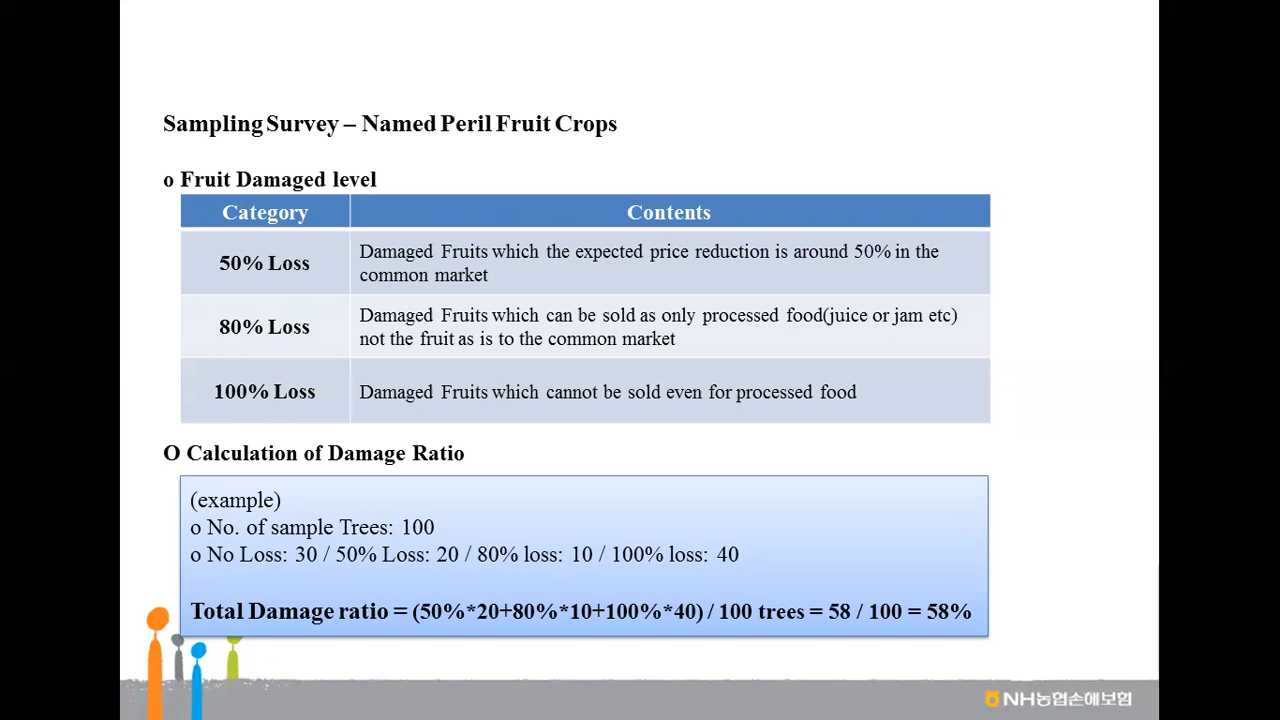 Sampling Survey – Named Peril Fruit Crops
o Fruit Damaged level
Category Contents
50% Loss
Damaged Fruits which the expected price reduction is around 50% in the
common market
80% Loss
Damaged Fruits which can be sold as only processed food(juice or jam etc)
not the fruit as is to the common market
100% Loss
Damaged Fruits which cannot be sold even for processed food
O Calculation of Damage Ratio
(example)
o No. of sample Trees: 100
o No Loss: 30 / 50% Loss: 20 / 80% loss: 10 / 100% loss: 40
Total Damage ratio = (50%*20+80%*10+100%*40) / 100 trees = 58 / 100 = 58%
NH농협손해보험